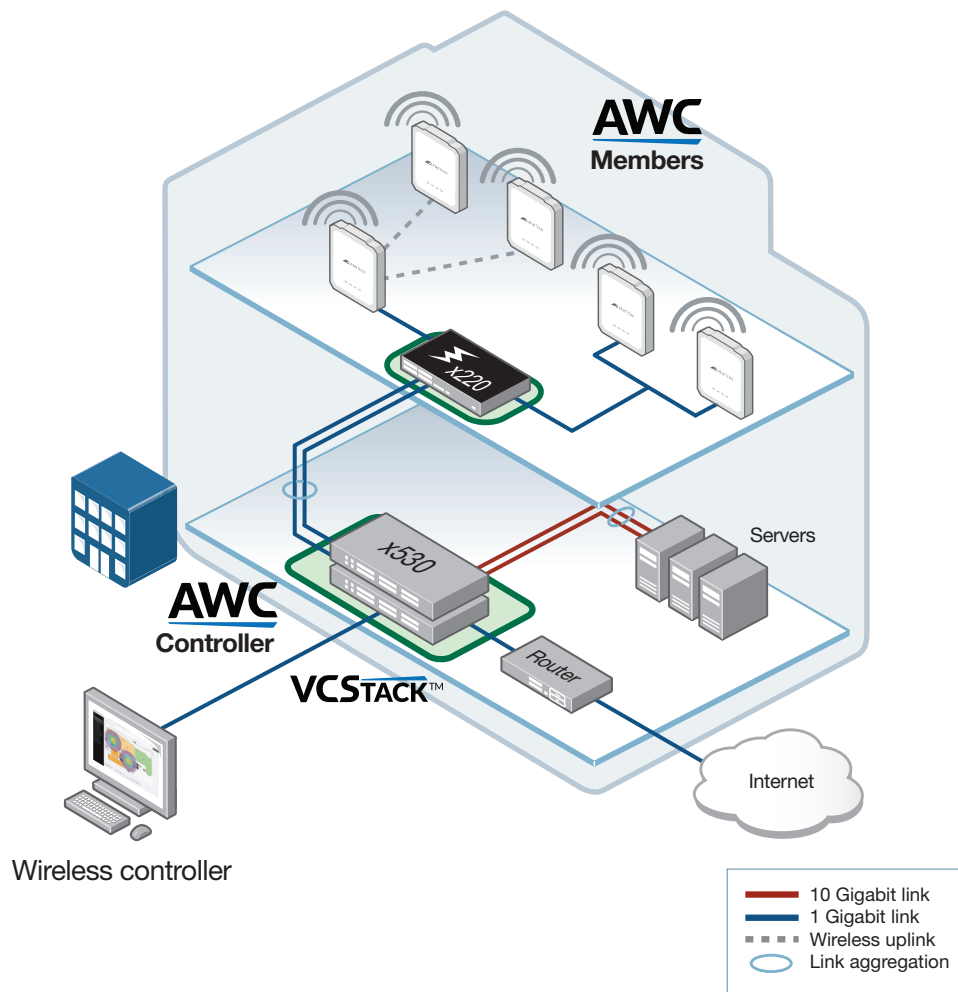 AWC
Members
x220
Servers
x530
AWC
Controller
VCSTACK™
Router
Internet
Wireless controller
10 Gigabit link
1 Gigabit link
Wireless uplink
Link aggregation